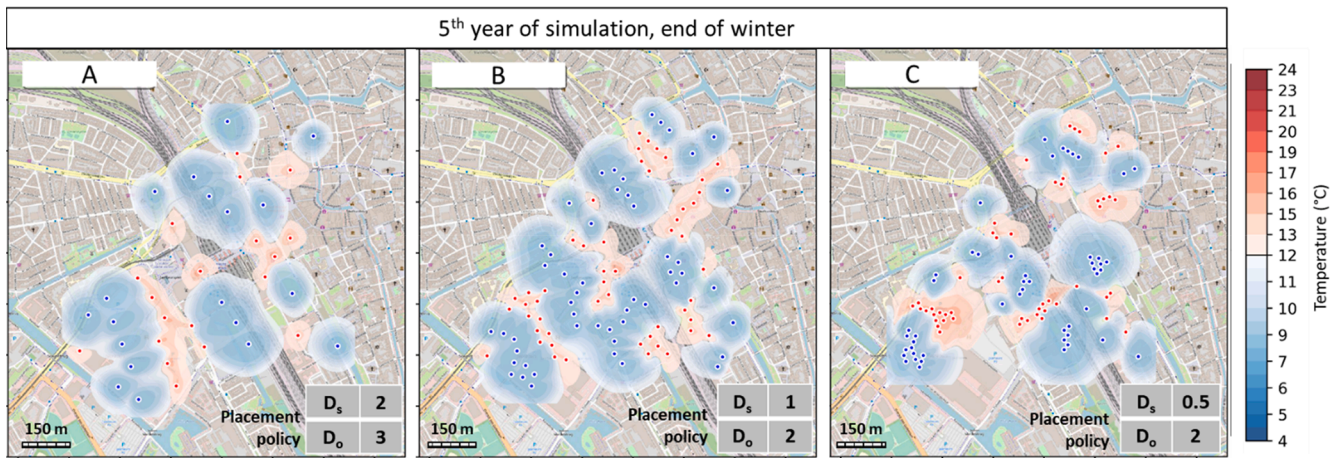 5th year of simulation, end of winter
A
B
C
Placement policy
Ds 2
Do 3
150 m
Placement policy
Ds 1
Do 2
150 m
Placement policy
Ds 0.5
Do 2
150 m
24
23
21
20
19
17
16
15
13
12
11
10
9
8
7
6
5
4
Temperature (°C)